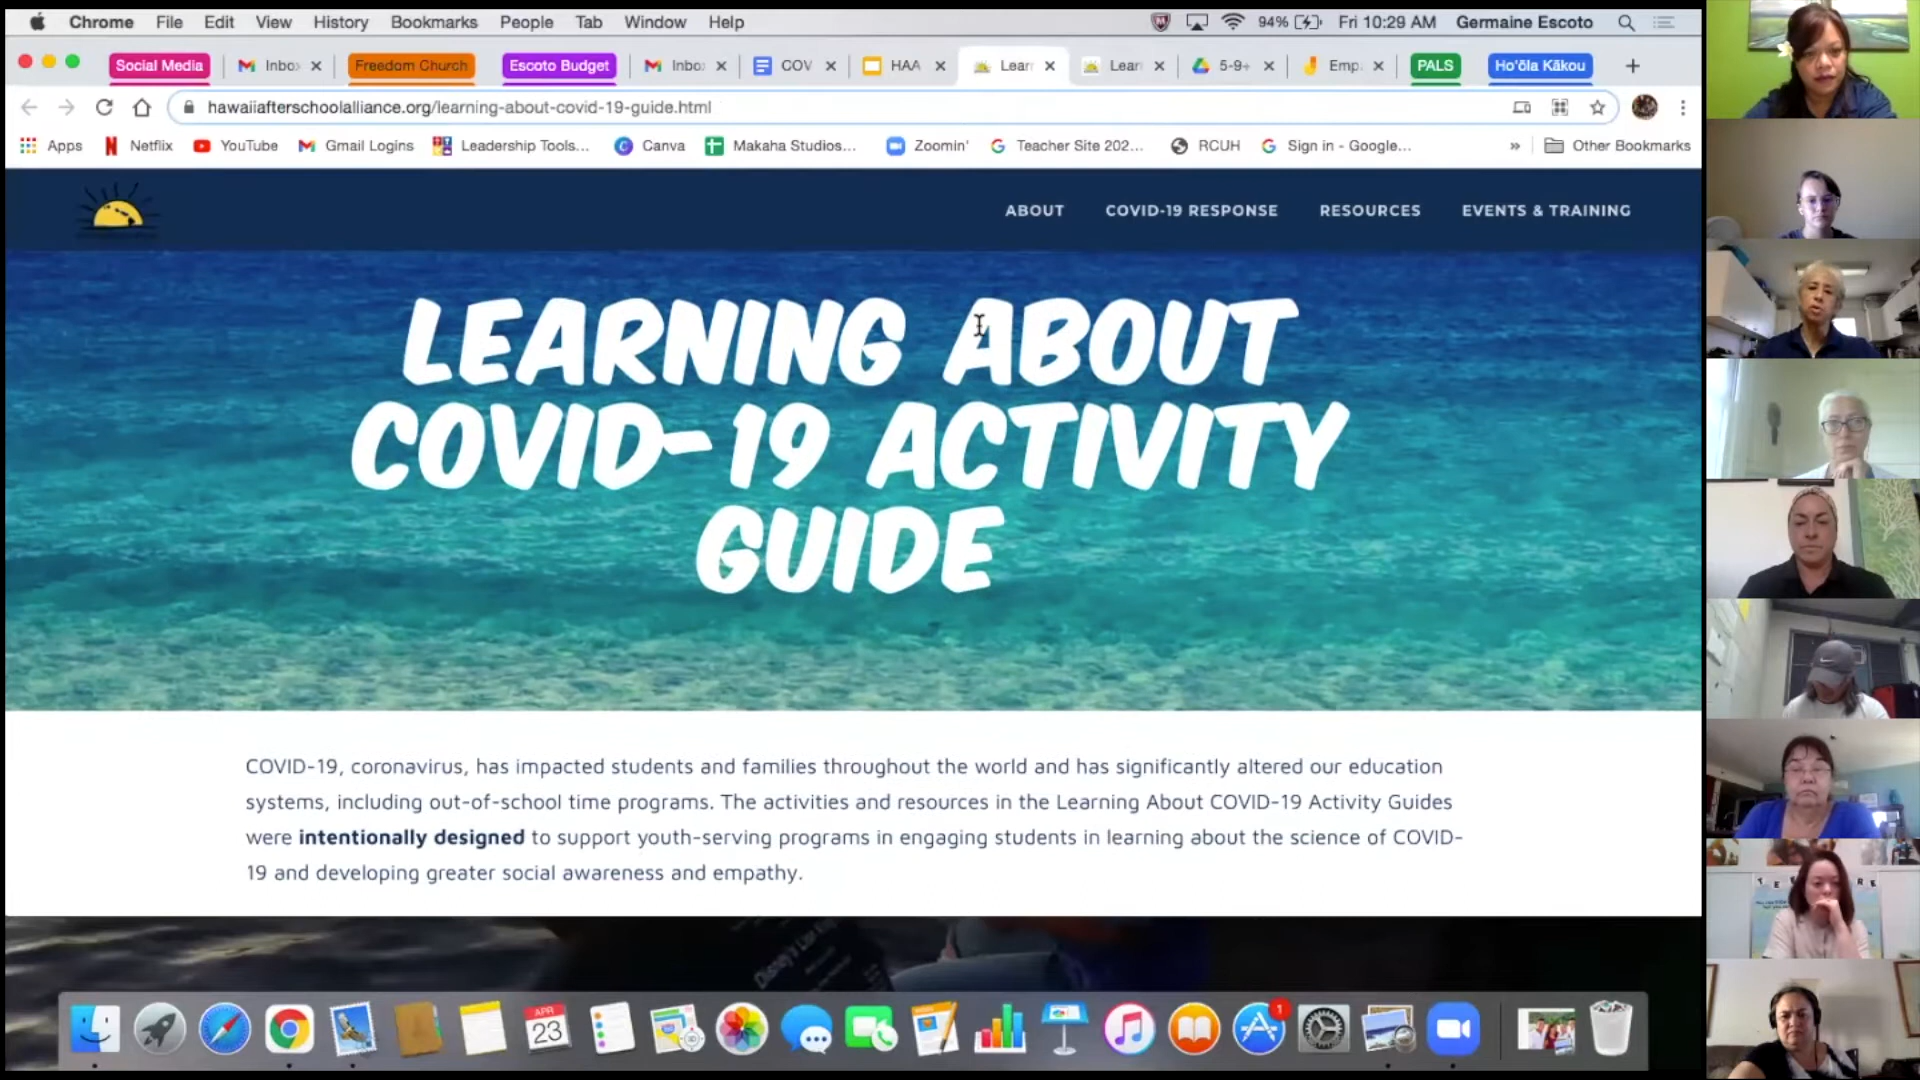 Chrome File Edit View History Bookmarks People Tab Window Help 94% Fri 10:29 AM Germaine Escoto
Social Media Inbo Freedom Church Escoto Budget Inbo COV HAA Lear Lear 5-9+ Emp PALS Ho'ōla Kākou
hawaiiafterschoolalliance.org/learning-about-covid-19-guide.html
Apps Netflix YouTube Gmail Logins Leadership Tools... Canva Makaha Studios... Zoomin' Teacher Site 202... RCUH Sign in - Google... » Other Bookmarks
ABOUT COVID-19 RESPONSE RESOURCES EVENTS & TRAINING
LEARNING ABOUT
COVID-19 ACTIVITY
GUIDE
COVID-19, coronavirus, has impacted students and families throughout the world and has significantly altered our education
systems, including out-of-school time programs. The activities and resources in the Learning About COVID-19 Activity Guides
were intentionally designed to support youth-serving programs in engaging students in learning about the science of COVID-
19 and developing greater social awareness and empathy.
APR
23
1